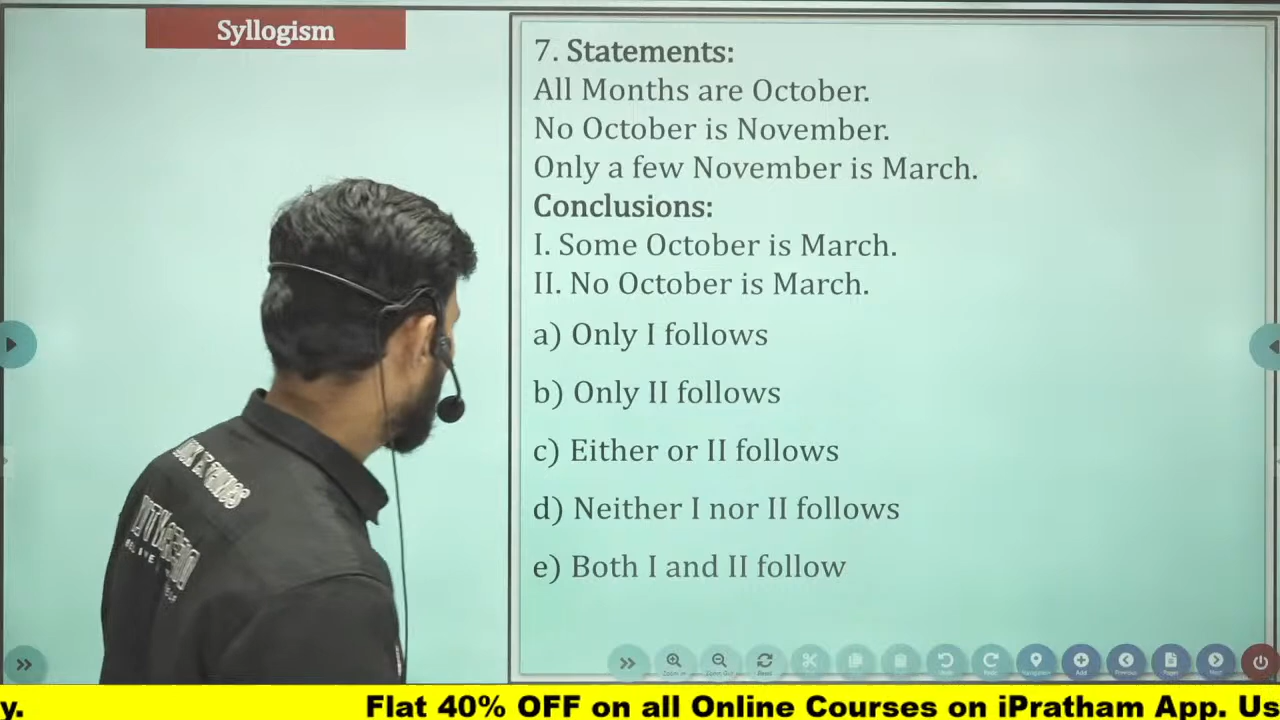 Syllogism
7. Statements:
All Months are October.
No October is November.
Only a few November is March.
Conclusions:
I. Some October is March.
II. No October is March.
a) Only I follows
b) Only II follows
c) Either or II follows
d) Neither I nor II follows
e) Both I and II follow
y. Flat 40% OFF on all Online Courses on iPratham App. Us